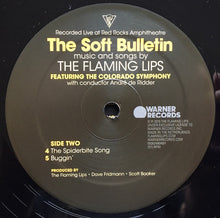 Recorded Live at Red Rocks Amphitheatre
The Soft Bulletin
music and songs by
THE FLAMING LIPS
FEATURING THE COLORADO SYMPHONY
with conductor André de Ridder
SIDE TWO
4 The Spiderbite Song
5 Buggin'
WARNER
RECORDS
PRODUCED BY
The Flaming Lips • Dave Fridmann • Scott Booker